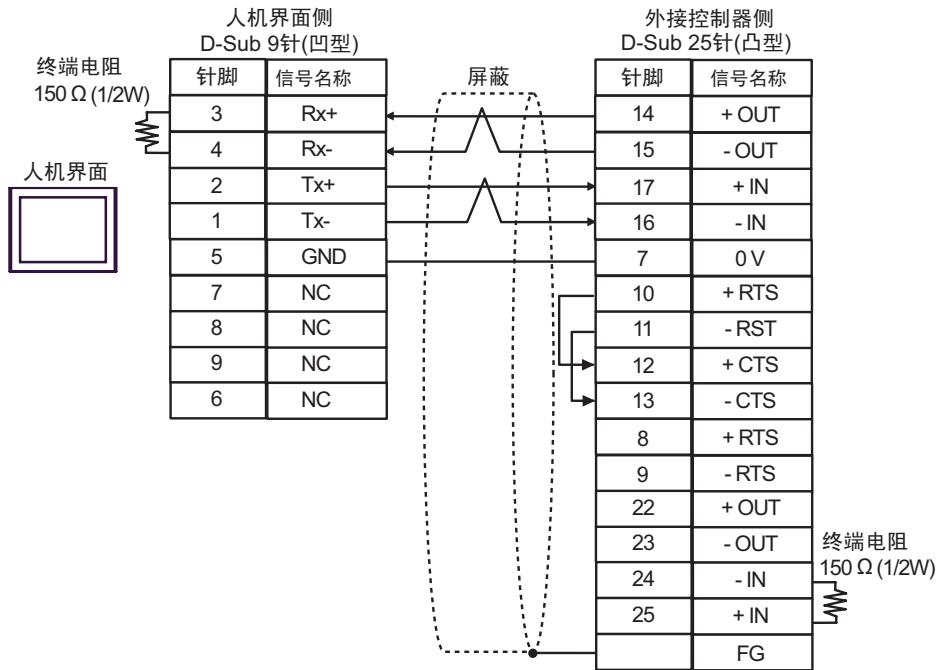 人机界面侧
D-Sub 9针(凹型)
外接控制器侧
D-Sub 25针(凸型)
终端电阻
150 Ω (1/2W)
人机界面
屏蔽
针脚 信号名称
3 Rx+
4 Rx-
2 Tx+
1 Tx-
5 GND
7 NC
8 NC
9 NC
6 NC
针脚 信号名称
14 + OUT
15 - OUT
17 + IN
16 - IN
7 0 V
10 + RTS
11 - RST
12 + CTS
13 - CTS
8 + RTS
9 - RTS
22 + OUT
23 - OUT
24 - IN
25 + IN
FG
终端电阻
150 Ω (1/2W)